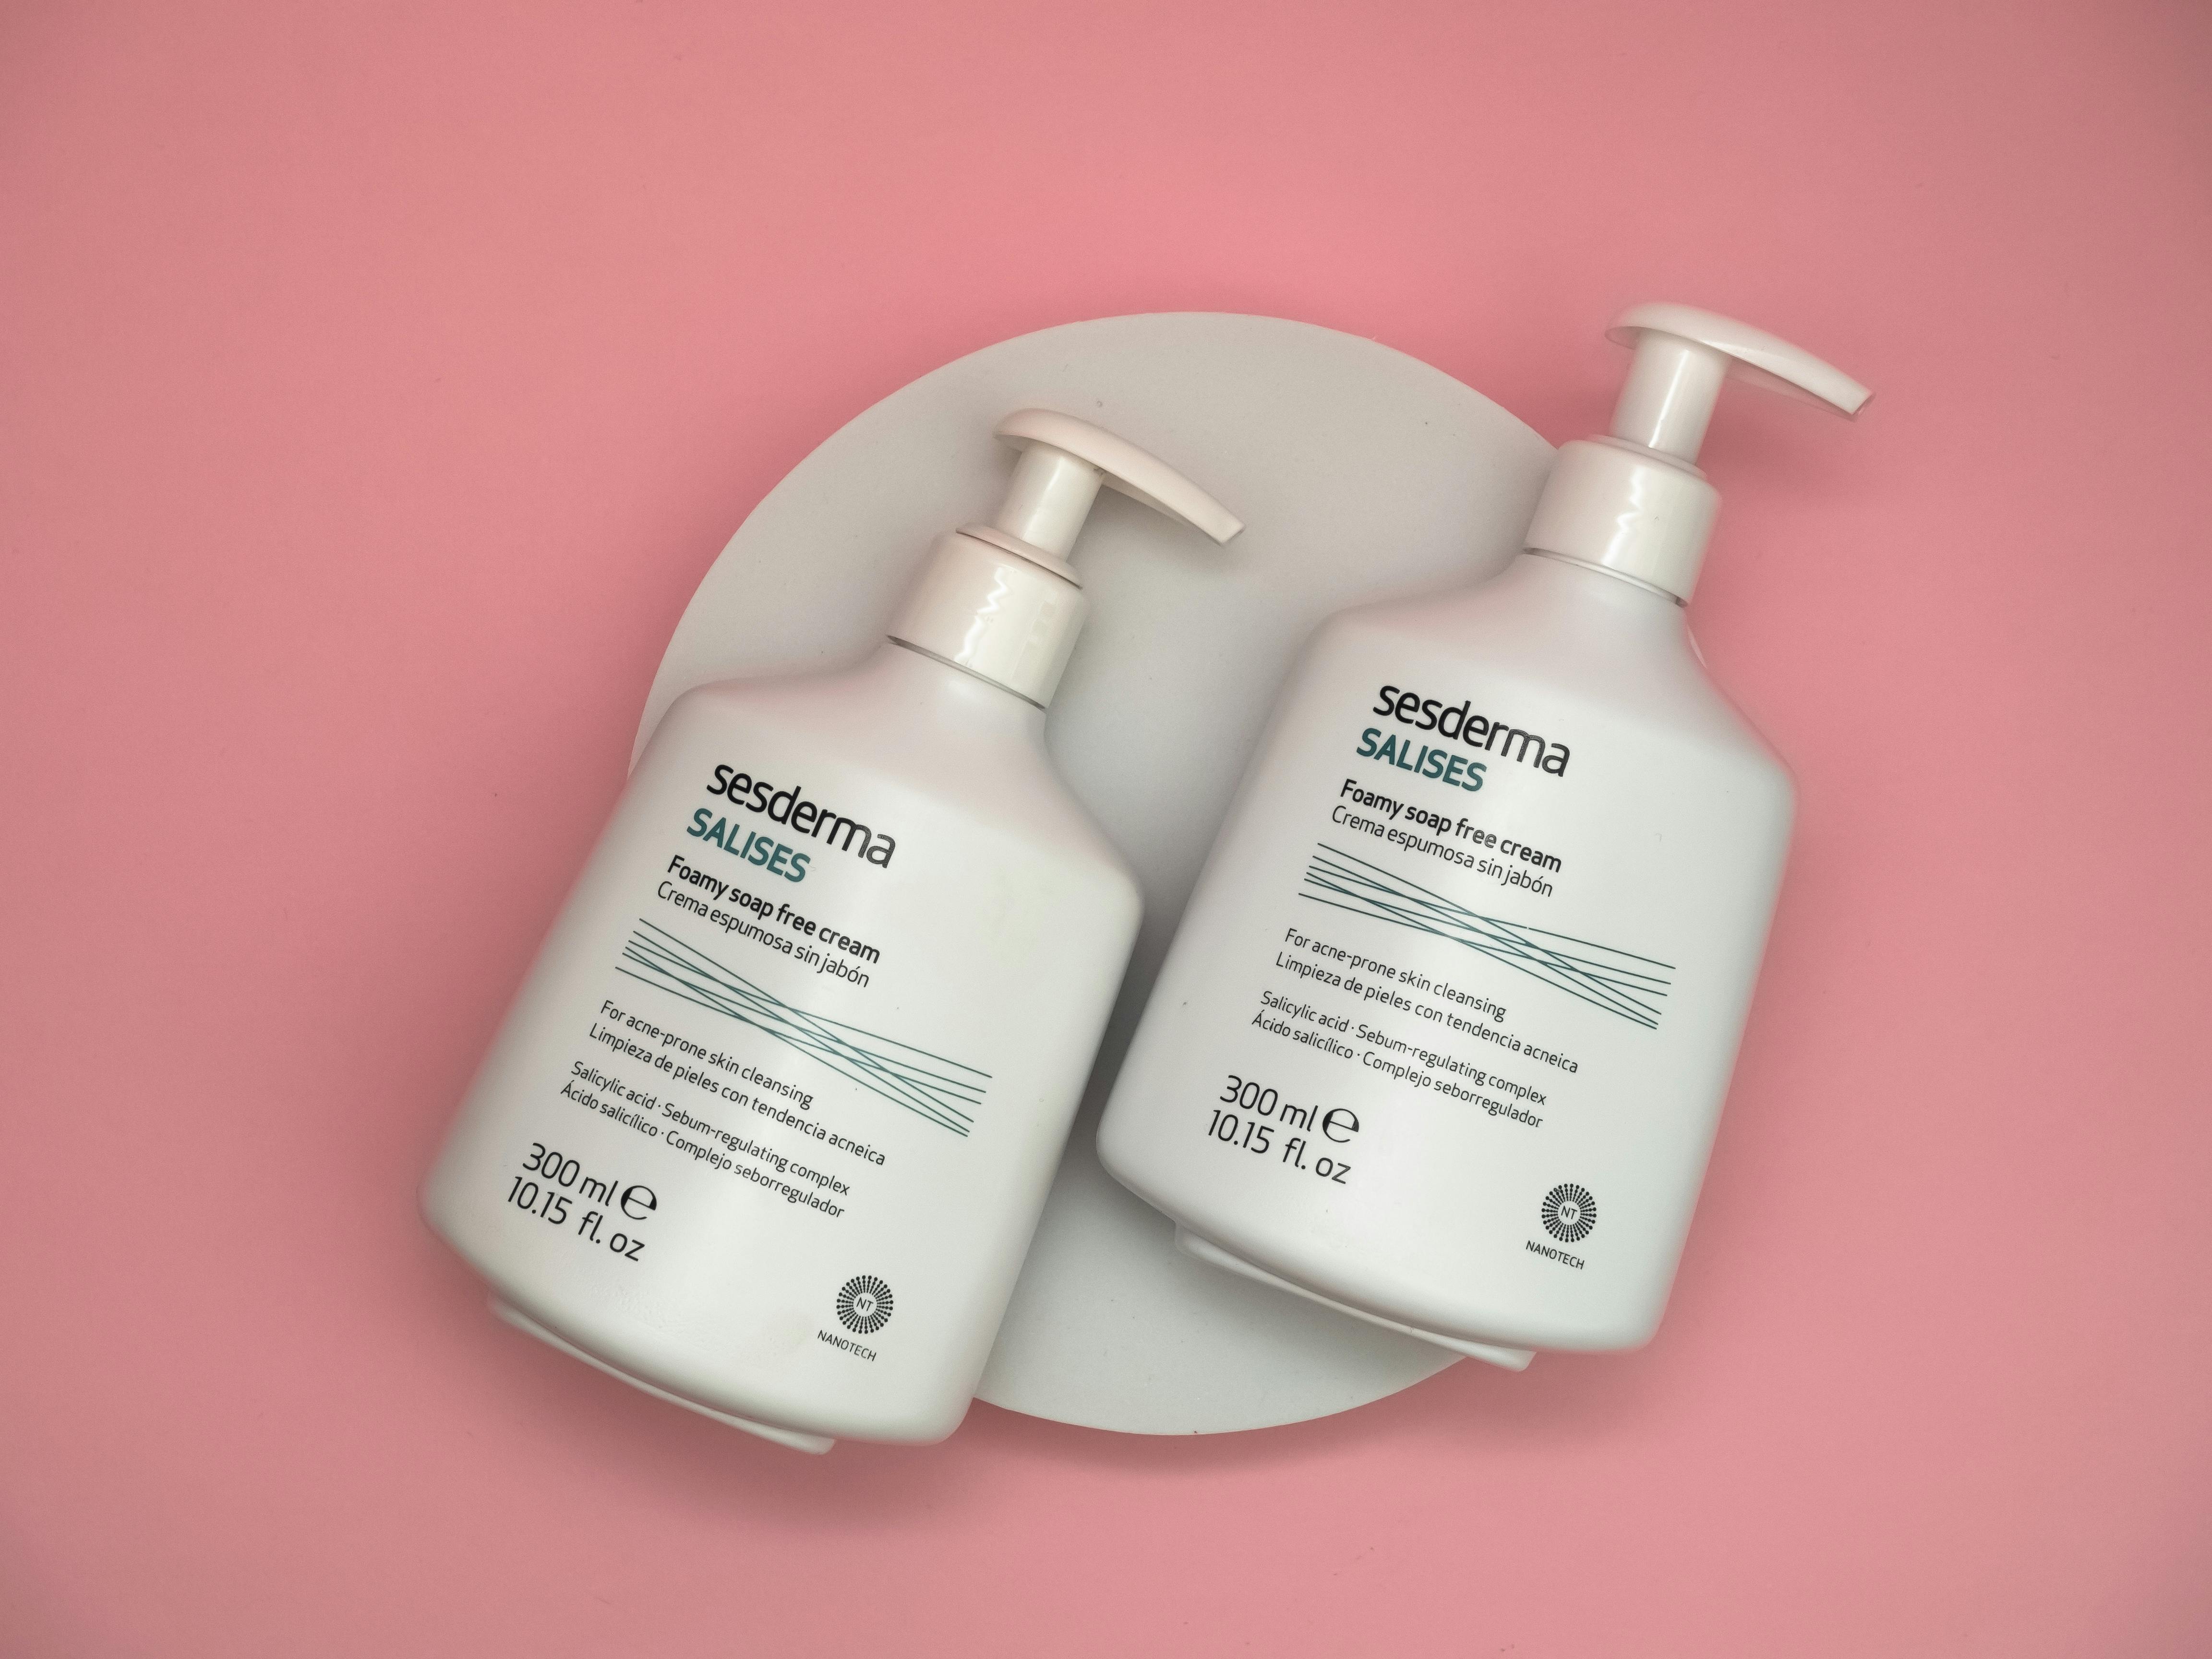 sesderma
SALISES
Foamy soap free cream
Crema espumosa sin jabón
For acne-prone skin cleansing
Limpieza de pieles con tendencia acneica
Salicylic acid · Sebum-regulating complex
Ácido salicílico · Complejo seborregulador
300 ml ℮
10.15 fl. oz
NT
NANOTECH
sesderma
SALISES
Foamy soap free cream
Crema espumosa sin jabón
For acne-prone skin cleansing
Limpieza de pieles con tendencia acneica
Salicylic acid · Sebum-regulating complex
Ácido salicílico · Complejo seborregulador
300 ml ℮
10.15 fl. oz
NT
NANOTECH